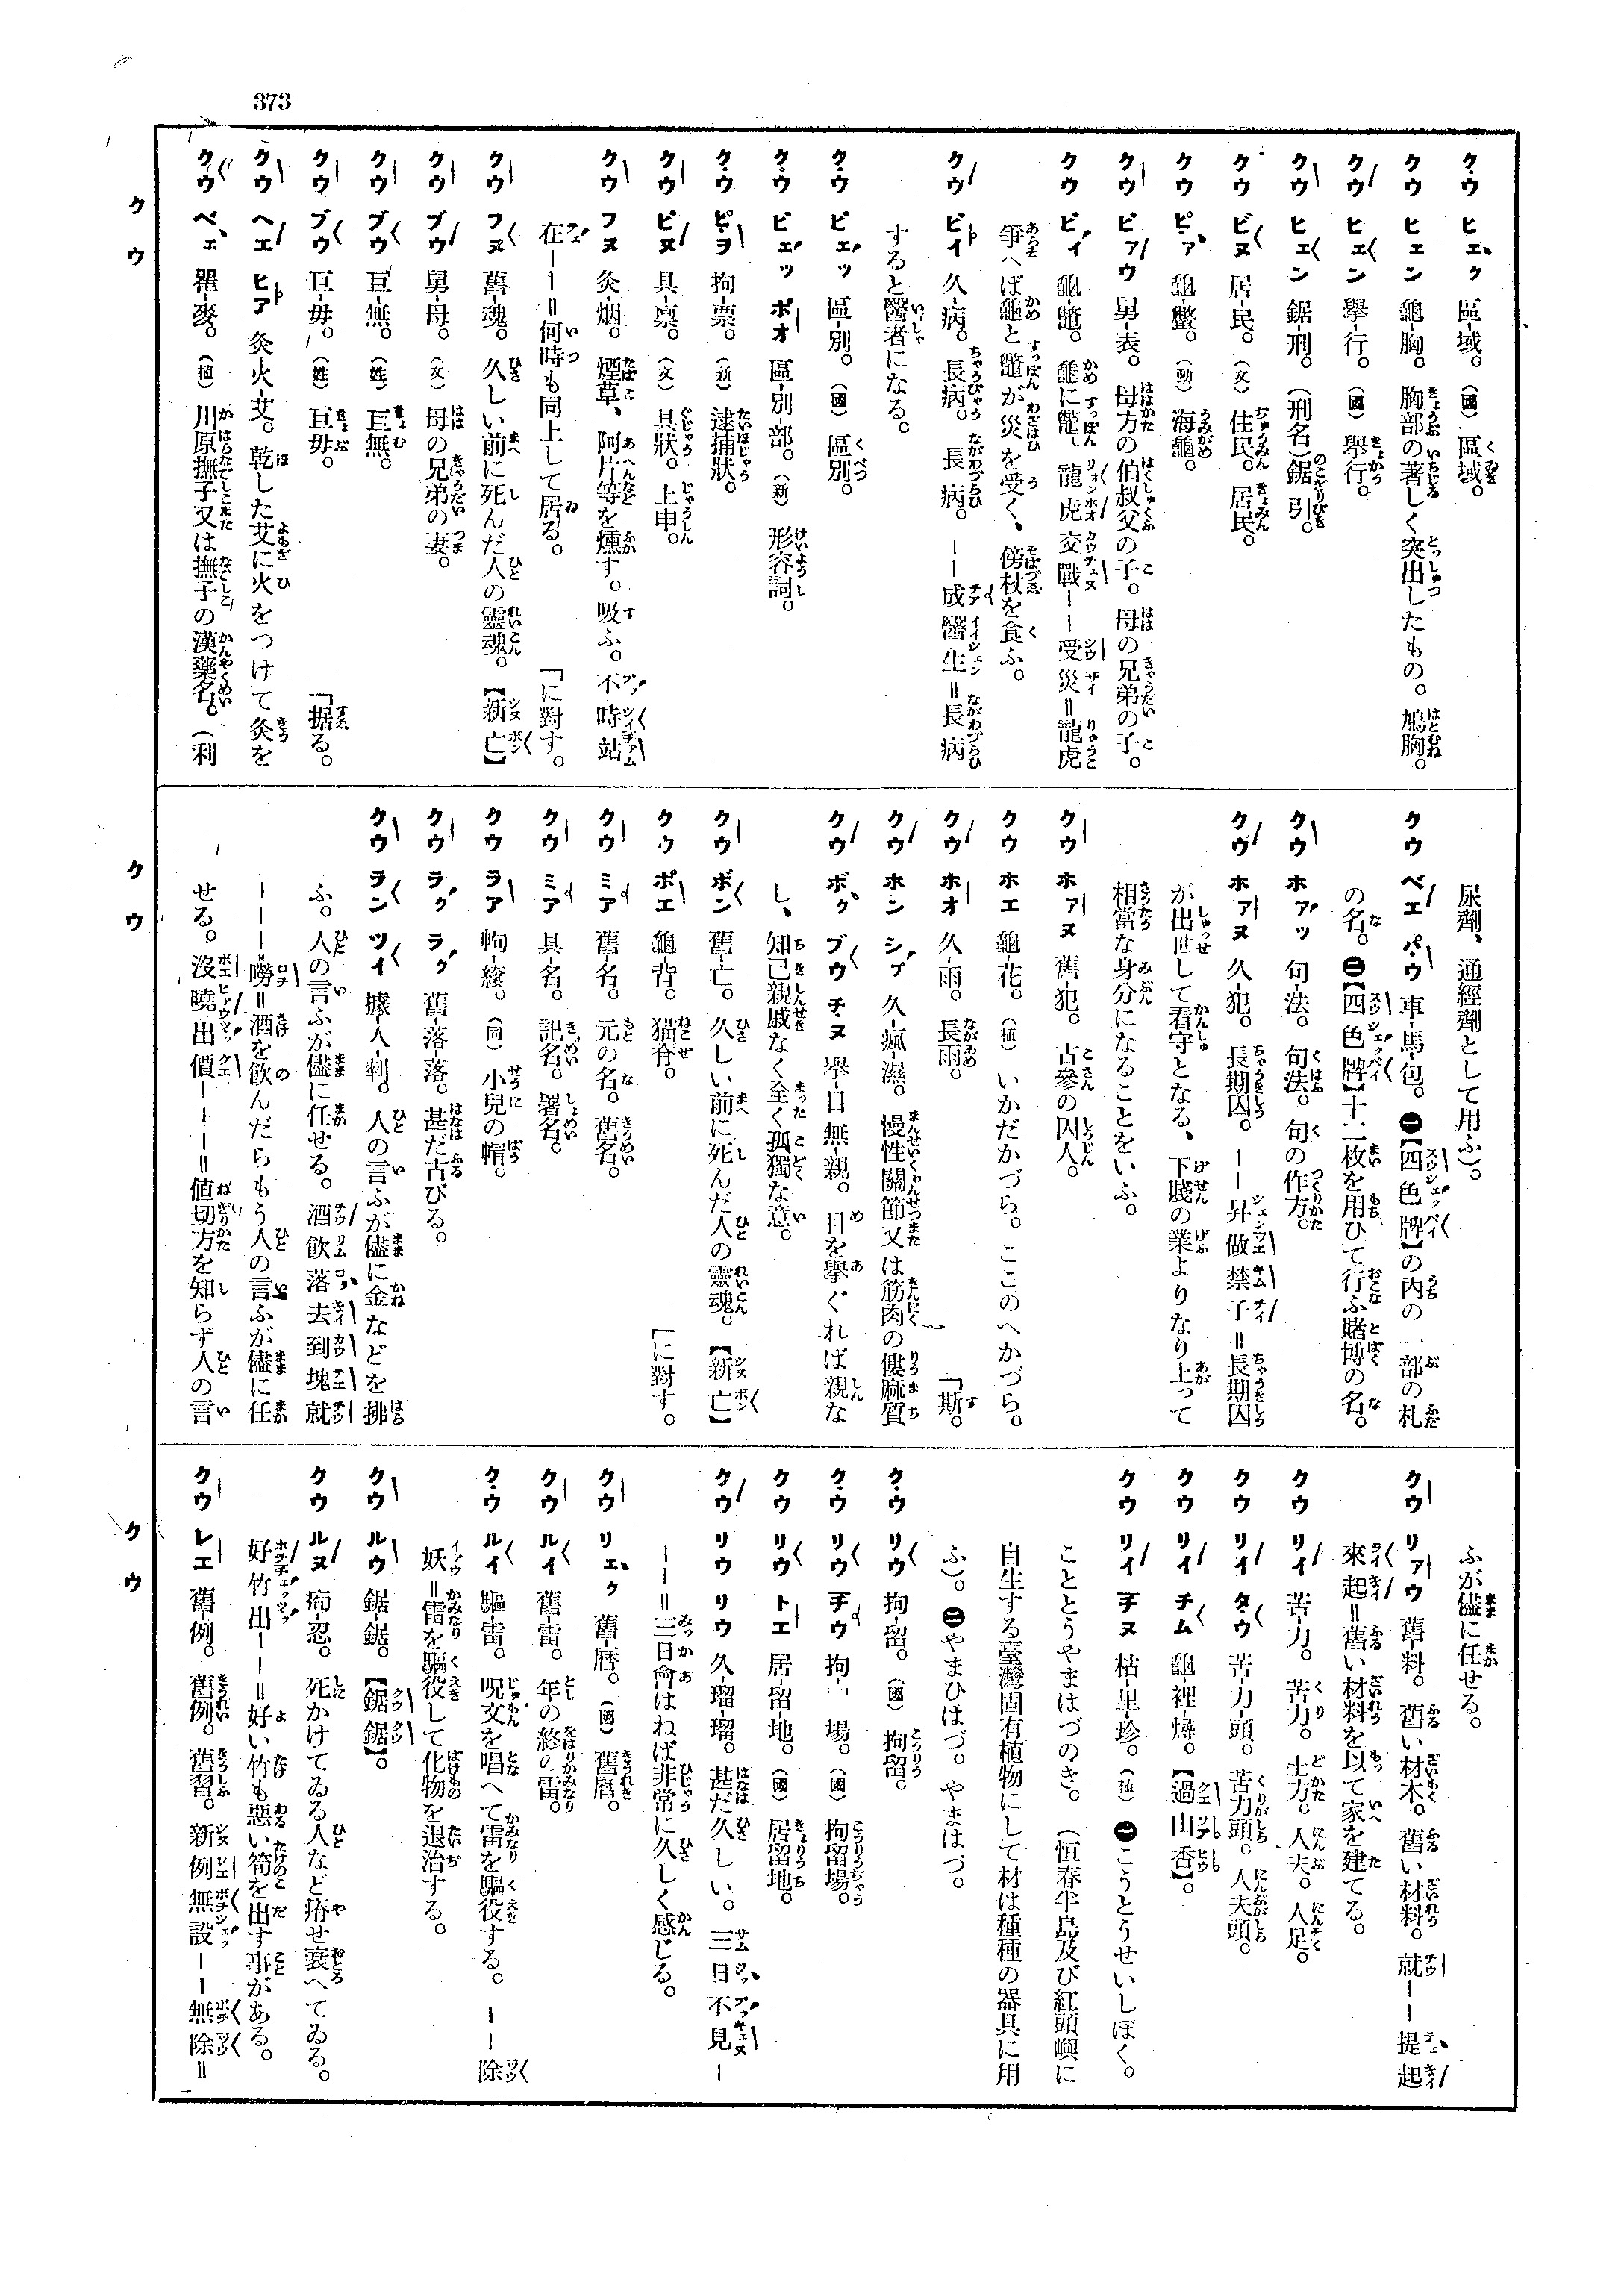 373
ク ウ
ク ウ ヒ エ ク 區-域。(國)區域。
ク ウ ヒ エ ン 龜-胸。胸部の著しく突出したもの。鳩胸。
ク ウ ヒ エ ン 擧-行。(國)擧行。
ク ウ ヒ エ ン 鋸-刑。(刑名)鋸引。
ク ウ ビ ヌ 居-民。(文)住民。居民。
ク ウ ピ ァ 龜-鱉。(動)海龜。
ク ウ ピ ァ ウ 舅-表。母方の伯叔父の子。母の兄弟の子。
ク ウ ピ イ 龜-鼈。龜に鼈。龍虎交戰——受災=龍虎
爭へば龜と鼈が災を受く、傍杖を食ふ。
ク ウ ピ イ 久-病。長病。長病。——成醫生=長病
すると醫者になる。
ク ウ ピ エ ッ 區-別。(國)區別。
ク ウ ピ エ ッ ポ オ 區-別-部。(新)形容詞。
ク ウ ピ ヲ 拘-票。(新)逮捕狀。
ク ウ ピ ヌ 具-禀。(文)具狀。上申。
ク ウ フ ヌ 灸-烟。煙草、阿片等を燻す。吸ふ。不時站
在——=何時も同上して居る。
ク ウ フ ヌ 舊-魂。久しい前に死んだ人の靈魂。【新亡】「に對す。
ク ウ ブ ウ 舅-母。(文)母の兄弟の妻。
ク ウ ブ ウ 巨-無。(姓)巨無。
ク ウ ブ ウ 巨-毋。(姓)巨毋。
ク ウ ヘ エ ヒ ア 灸-火-艾。乾した艾に火をつけて灸を「据る。
ク ウ ベ エ 瞿-麥。(植)川原撫子又は撫子の漢藥名。(利
ク ウ
尿劑、通經劑として用ふ)。
ク ウ ベ エ パ ウ 車-馬-包。㊀【四色牌】の内の一部の札
の名。㊁【四色牌】十二枚を用ひて行ふ賭博の名。
ク ウ ホ ァ ッ 句-法。句法。句の作方。
ク ウ ホ ァ ヌ 久-犯。長期囚。——昇做禁子=長期囚
が出世して看守となる、下賤の業よりなり上って
相當な身分になることをいふ。
ク ウ ホ ァ ヌ 舊-犯。古參の囚人。
ク ウ ホ エ 龜-花。(植)いかだかづら。ここのへかづら。
ク ウ ホ オ 久-雨。長雨。
ク ウ ホ ン シ プ 久-瘋-濕。慢性關節又は筋肉の僂麻質「斯。
ク ウ ボ ク ブ ウ チ ヌ 擧-目-無-親。目を擧ぐれば親な
し、知己親戚なく全く孤獨な意。
ク ウ ボ ン 舊-亡。久しい前に死んだ人の靈魂。【新亡】「に對す。
ク ウ ポ エ 龜-背。猫脊。
ク ウ ミ ア 舊-名。元の名。舊名。
ク ウ ミ ア 具-名。記名。署名。
ク ウ ラ ア 䩑-綾。(同)小兒の帽。
ク ウ ラ ク ラ ク 舊-落-落。甚だ古びる。
ク ウ ラ ン ツ イ 據-人-剚。人の言ふが儘に金などを拂
ふ。人の言ふが儘に任せる。酒飮落去到塊就
———嘮=酒を飮んだらもう人の言ふが儘に任
せる。沒曉出價———=値切方を知らず人の言
ク ウ
ふが儘に任せる。
ク ウ リ ァ ウ 舊-料。舊い材木。舊い材料。就——提起
來起=舊い材料を以て家を建てる。
ク ウ リ イ 苦-力。苦力。土方。人夫。人足。
ク ウ リ イ タ ウ 苦-力-頭。苦力頭。人夫頭。
ク ウ リ イ チ ム 龜-裡-燖。【過山香】。
ク ウ リ イ チ ヌ 枯-里-珍。(植)㊀こうとうせいしぼく。
こととうやまはづのき。(恒春半島及び紅頭嶼に
自生する臺灣固有植物にして材は種種の器具に用
ふ)。㊁やまひはづ。やまはづ。
ク ウ リ ウ 拘-留。(國)拘留。
ク ウ リ ウ チ ウ 拘- 場。(國)拘留場。
ク ウ リ ウ ト エ 居-留-地。(國)居留地。
ク ウ リ ウ リ ウ 久-瑠-瑠。甚だ久しい。三日不見—
——=三日會はねば非常に久しく感じる。
ク ウ リ エ ク 舊-曆。(國)舊曆。
ク ウ ル イ 舊-雷。年の終の雷。
ク ウ ル イ 驅-雷。呪文を唱へて雷を驅役する。——除
妖=雷を驅役して化物を退治する。
ク ウ ル ウ 鋸-鋸。【鋸鋸】。
ク ウ ル ヌ 痀-忍。死かけてゐる人など瘠せ衰へてゐる。
好竹出——=好い竹も惡い筍を出す事がある。
ク ウ レ エ 舊-例。舊例。舊習。新例無設——無除=